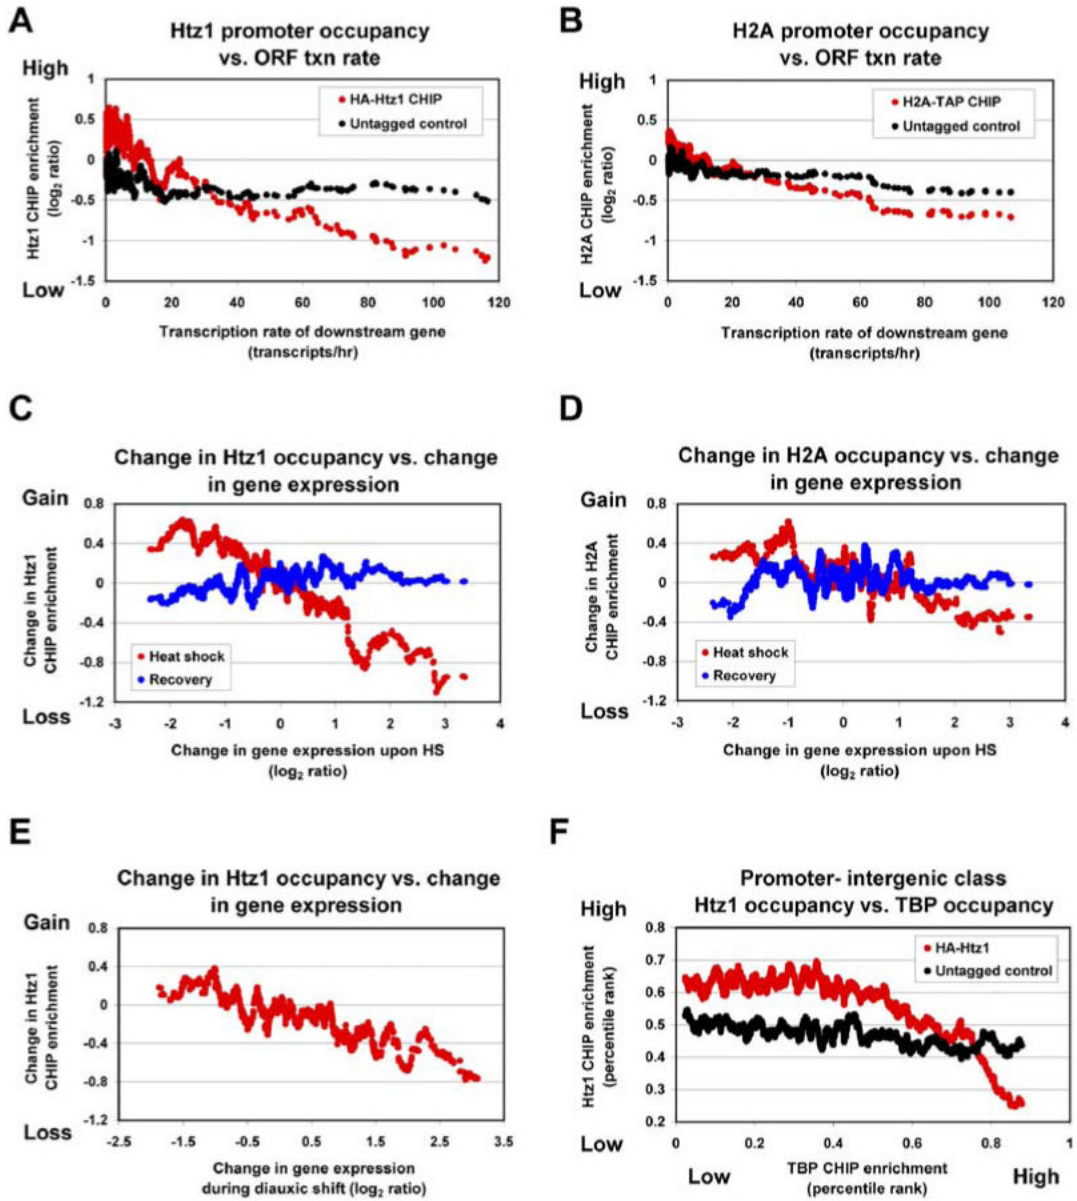 A
Htz1 promoter occupancy
vs. ORF txn rate
High
Htz1 CHIP enrichment
(log2 ratio)
1
0.5
0
-0.5
-1
-1.5
HA-Htz1 CHIP
Untagged control
Low
0 20 40 60 80 100 120
Transcription rate of downstream gene
(transcripts/hr)
B
H2A promoter occupancy
vs. ORF txn rate
High
H2A CHIP enrichment
(log2 ratio)
1
0.5
0
-0.5
-1
-1.5
H2A-TAP CHIP
Untagged control
Low
0 20 40 60 80 100 120
Transcription rate of downstream gene
(transcripts/hr)
C
Change in Htz1 occupancy vs. change
in gene expression
Gain
Change in Htz1
CHIP enrichment
0.8
0.4
0
-0.4
-0.8
-1.2
Heat shock
Recovery
Loss
-3 -2 -1 0 1 2 3 4
Change in gene expression upon HS
(log2 ratio)
D
Change in H2A occupancy vs. change
in gene expression
Gain
Change in H2A
CHIP enrichment
0.8
0.4
0
-0.4
-0.8
-1.2
Heat shock
Recovery
Loss
-3 -2 -1 0 1 2 3 4
Change in gene expression upon HS
(log2 ratio)
E
Change in Htz1 occupancy vs. change
in gene expression
Gain
Change in Htz1
CHIP enrichment
0.8
0.4
0
-0.4
-0.8
-1.2
Loss
-2.5 -1.5 -0.5 0.5 1.5 2.5 3.5
Change in gene expression
during diauxic shift (log2 ratio)
F
Promoter- intergenic class
Htz1 occupancy vs. TBP occupancy
High
Htz1 CHIP enrichment
(percentile rank)
0.8
0.7
0.6
0.5
0.4
0.3
0.2
HA-Htz1
Untagged control
Low
0 0.2 0.4 0.6 0.8 1
Low TBP CHIP enrichment High
(percentile rank)